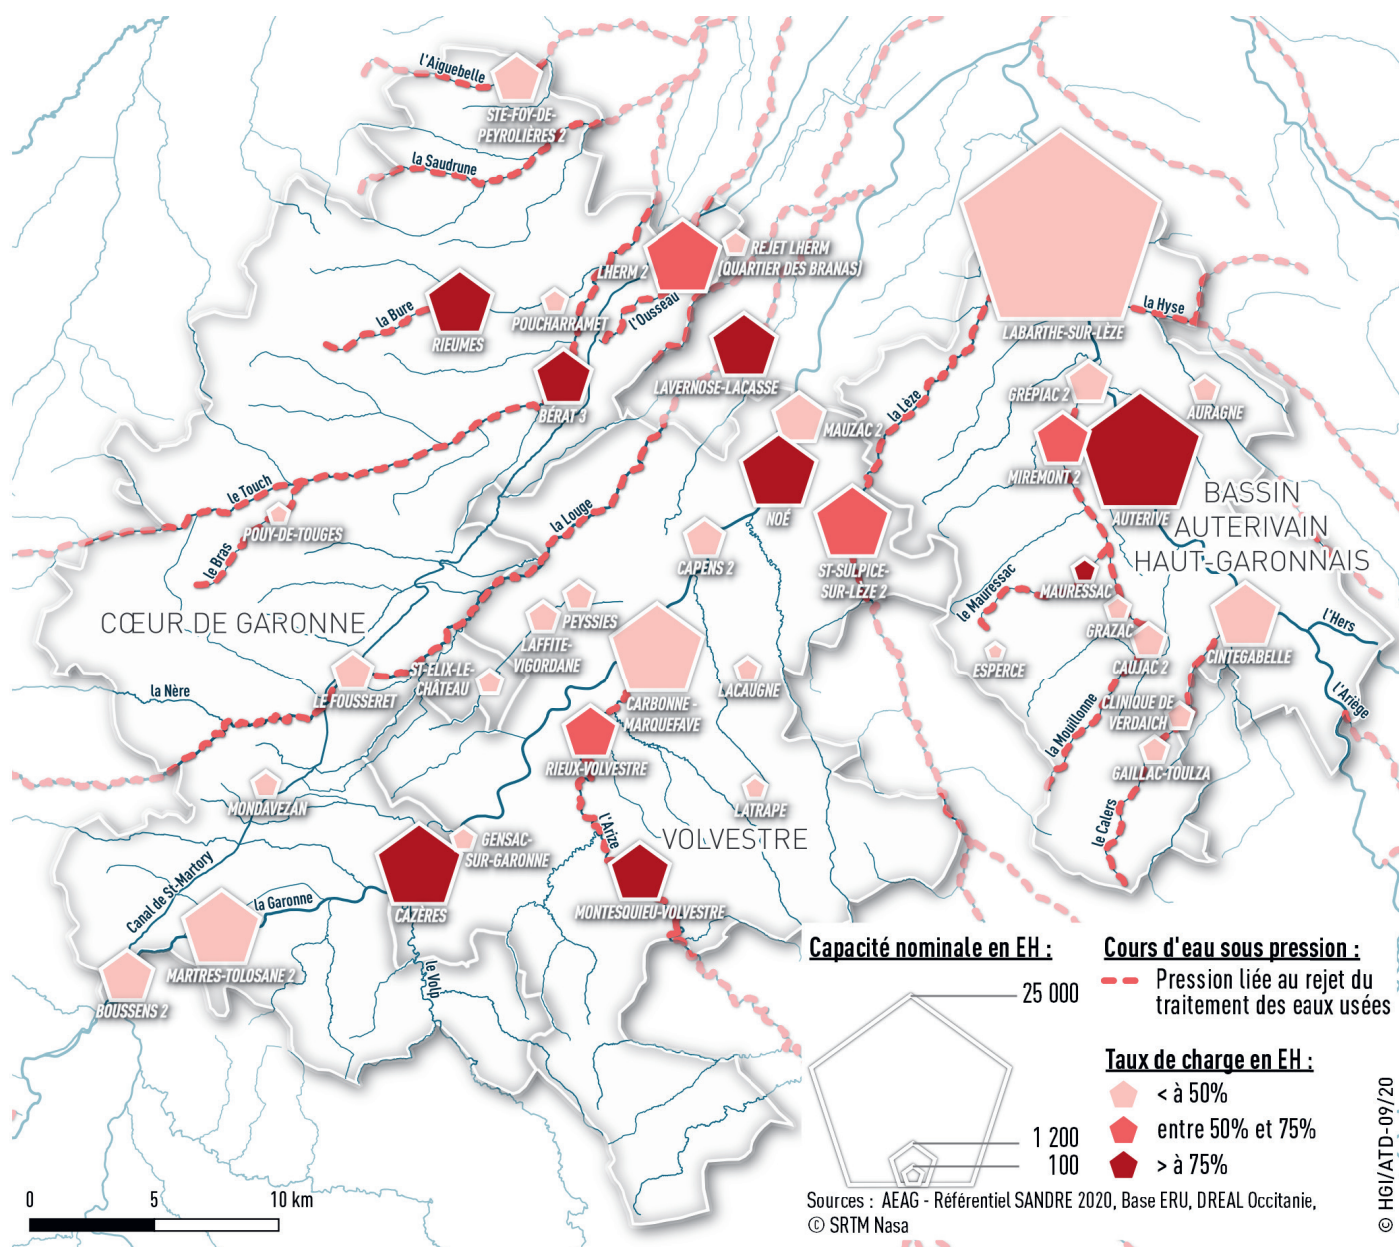 l'Aiguebelle
STE-FOY-DE-
PEYROLIÈRES 2
la Saudrune
REJET LHERM
(QUARTIER DES BRANAS)
LHERM 2
l'Ousseau
la Bure
RIEUMES
POUCHARRAMET
la Hyse
LABARTHE-SUR-LÈZE
LAVERNOSE-LACASSE
BÉRAT 3
GRÉPIAC 2
AURAGNE
la Lèze
MAUZAC 2
MIREMONT 2
le Touch
NOÉ
AUTERIVE
BASSIN
AUTERIVAIN
HAUT-GARONNAIS
la Louge
POUY-DE-TOUGES
le Bras
CAPENS 2
ST-SULPICE-
SUR-LÈZE 2
le Mauressac
MAURESSAC
CŒUR DE GARONNE
PEYSSIES
LAFFITE-
VIGORDANE
GRAZAC
l'Hers
ESPERCE
CAUJAC 2
CINTEGABELLE
ST-ELIX-LE-
CHÂTEAU
LACAUGNE
la Nère
LE FOUSSERET
CARBONNE -
MARQUEFAVE
l'Ariège
CLINIQUE DE
VERDAICH
la Mouillonne
RIEUX-VOLVESTRE
GAILLAC-TOULZA
MONDAVEZAN
LATRAPE
l'Arize
VOLVESTRE
le Calers
GENSAC-
SUR-GARONNE
Canal de St-Martory
la Garonne
CAZÈRES
MONTESQUIEU-VOLVESTRE
MARTRES-TOLOSANE 2
le Volp
BOUSSENS 2
Capacité nominale en EH :
25 000
1 200
100
Cours d'eau sous pression :
Pression liée au rejet du
traitement des eaux usées
Taux de charge en EH :
< à 50%
entre 50% et 75%
> à 75%
0 5 10 km
Sources : AEAG - Référentiel SANDRE 2020, Base ERU, DREAL Occitanie,
© SRTM Nasa
© HGI/ATD-09/20